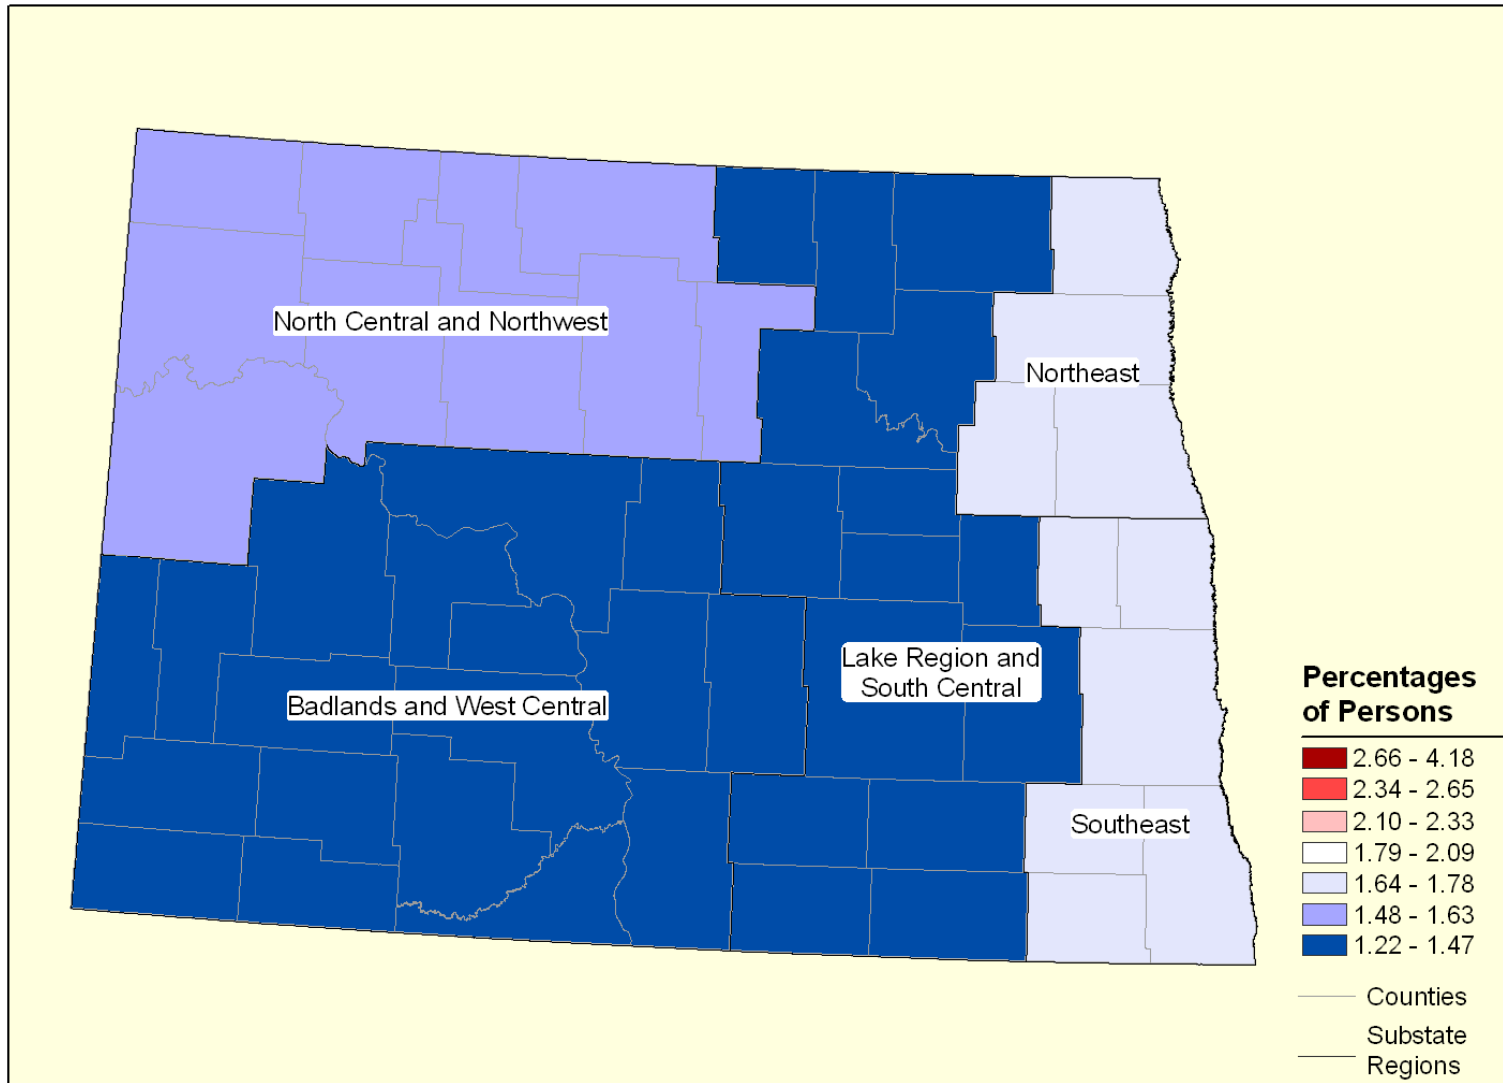 North Central and Northwest
Northeast
Lake Region and
South Central
Badlands and West Central
Southeast
Percentages
of Persons
2.66 - 4.18
2.34 - 2.65
2.10 - 2.33
1.79 - 2.09
1.64 - 1.78
1.48 - 1.63
1.22 - 1.47
Counties
Substate
Regions